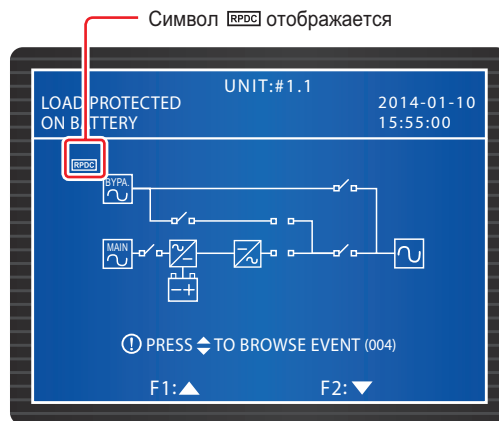 Символ RPDC отображается
UNIT:#1.1
LOAD PROTECTED
ON BATTERY
2014-01-10
15:55:00
RPDC
BYPA.
MAIN
! PRESS ▲▼ TO BROWSE EVENT (004)
F1:▲ F2:▼